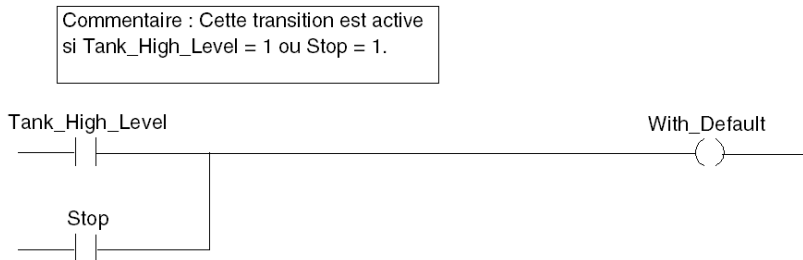 Commentaire : Cette transition est active
si Tank_High_Level = 1 ou Stop = 1.
Tank_High_Level
With_Default
Stop